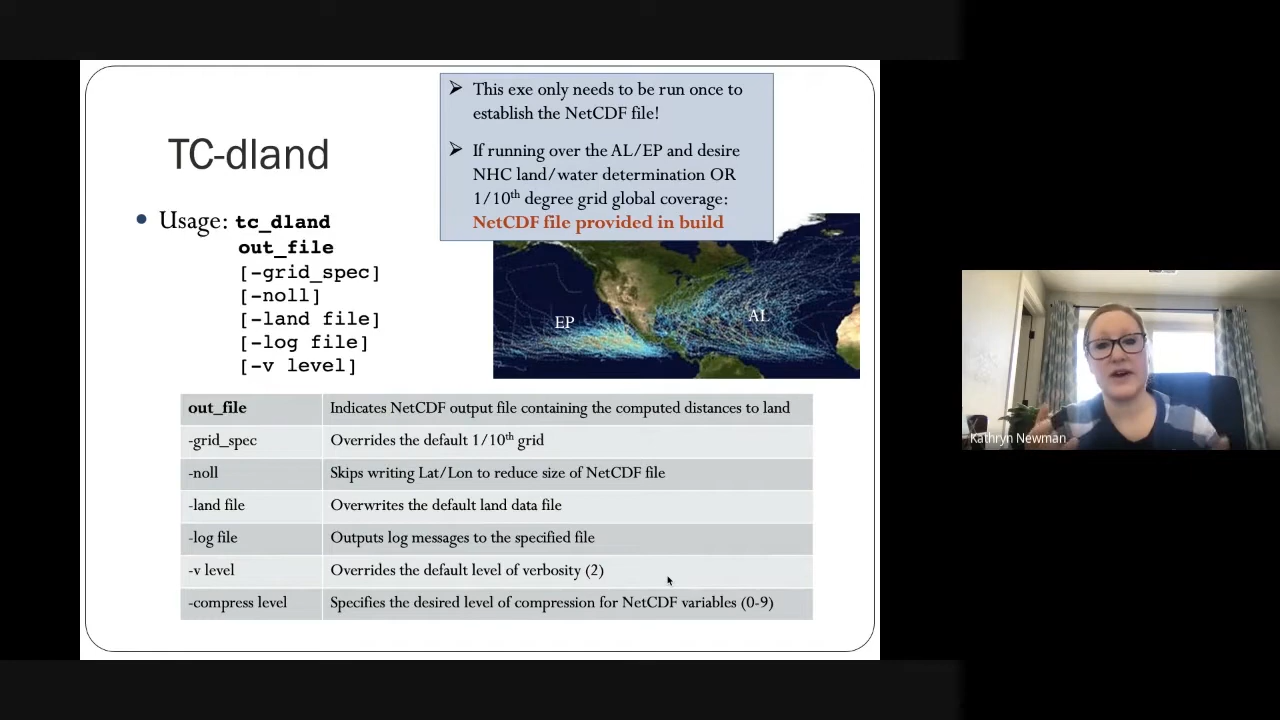 ➢ This exe only needs to be run once to
establish the NetCDF file!
➢ If running over the AL/EP and desire
NHC land/water determination OR
1/10th degree grid global coverage:
NetCDF file provided in build
TC-dland
• Usage: tc_dland
out_file
[-grid_spec]
[-noll]
[-land file]
[-log file]
[-v level]
EP
AL
out_file Indicates NetCDF output file containing the computed distances to land
-grid_spec Overrides the default 1/10th grid
-noll Skips writing Lat/Lon to reduce size of NetCDF file
-land file Overwrites the default land data file
-log file Outputs log messages to the specified file
-v level Overrides the default level of verbosity (2)
-compress level Specifies the desired level of compression for NetCDF variables (0-9)
Kathryn Newman